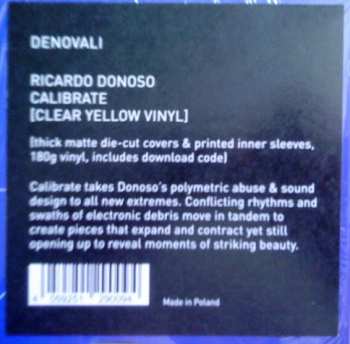 DENOVALI
RICARDO DONOSO
CALIBRATE
[CLEAR YELLOW VINYL]
[thick matte die-cut covers & printed inner sleeves,
180g vinyl, includes download code]
Calibrate takes Donoso's polymetric abuse & sound
design to all new extremes. Conflicting rhythms and
swaths of electronic debris move in tandem to
create pieces that expand and contract yet still
opening up to reveal moments of striking beauty.
Made in Poland